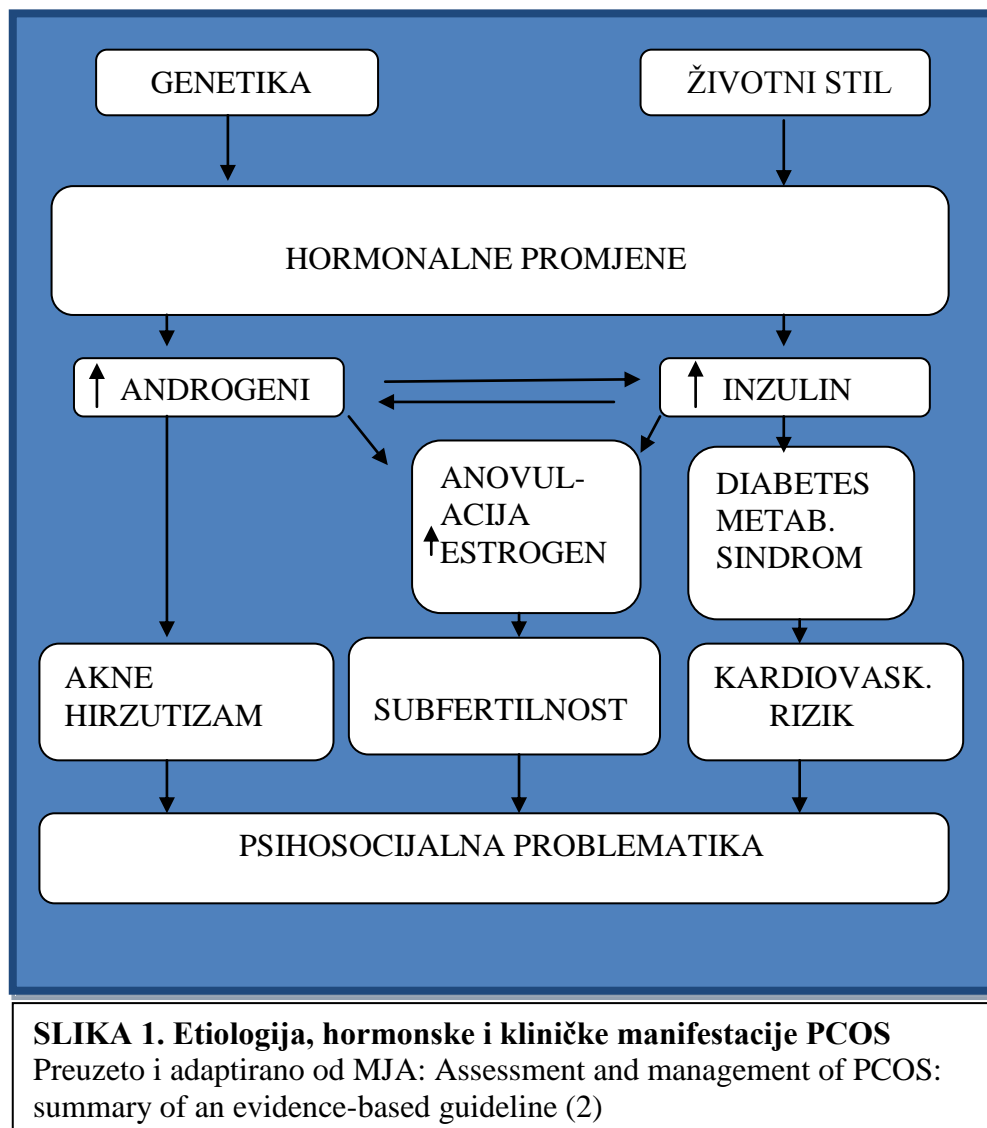 GENETIKA
ŽIVOTNI STIL
HORMONALNE PROMJENE
ANDROGENI
INZULIN
ANOVUL-
ACIJA
ESTROGEN
DIABETES
METAB.
SINDROM
AKNE
HIRZUTIZAM
SUBFERTILNOST
KARDIOVASK.
RIZIK
PSIHOSOCIJALNA PROBLEMATIKA
SLIKA 1. Etiologija, hormonske i kliničke manifestacije PCOS
Preuzeto i adaptirano od MJA: Assessment and management of PCOS:
summary of an evidence-based guideline (2)